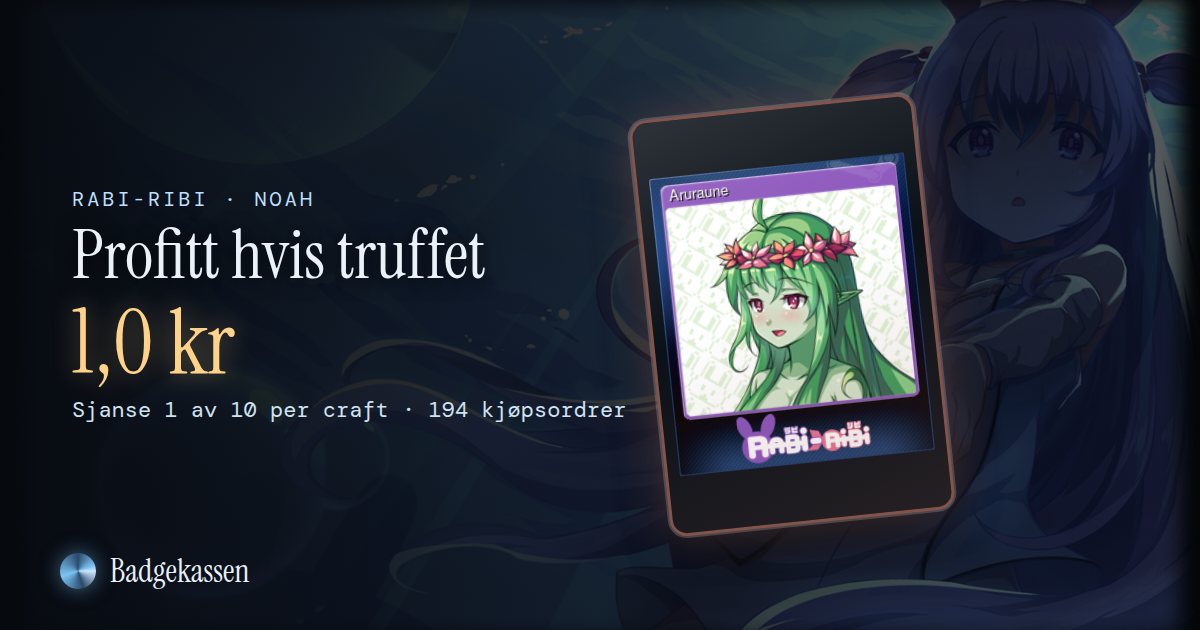 RABI-RIBI · NOAH
Profitt hvis truffet
1,0 kr
Sjanse 1 av 10 per craft · 194 kjøpsordrer
Badgekassen
Aruraune
RABI-RIBI